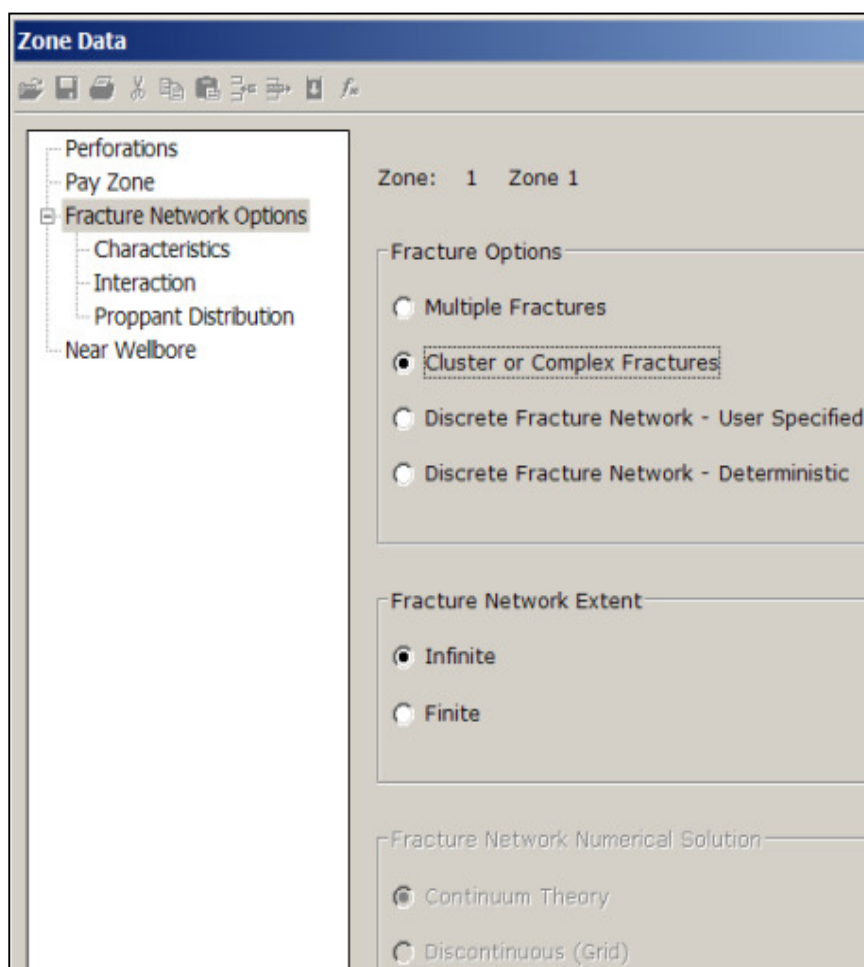 Zone Data
Perforations
Pay Zone
Fracture Network Options
Characteristics
Interaction
Proppant Distribution
Near Wellbore
Zone: 1 Zone 1
Fracture Options
Multiple Fractures
Cluster or Complex Fractures
Discrete Fracture Network - User Specified
Discrete Fracture Network - Deterministic
Fracture Network Extent
Infinite
Finite
Fracture Network Numerical Solution
Continuum Theory
Discontinuous (Grid)